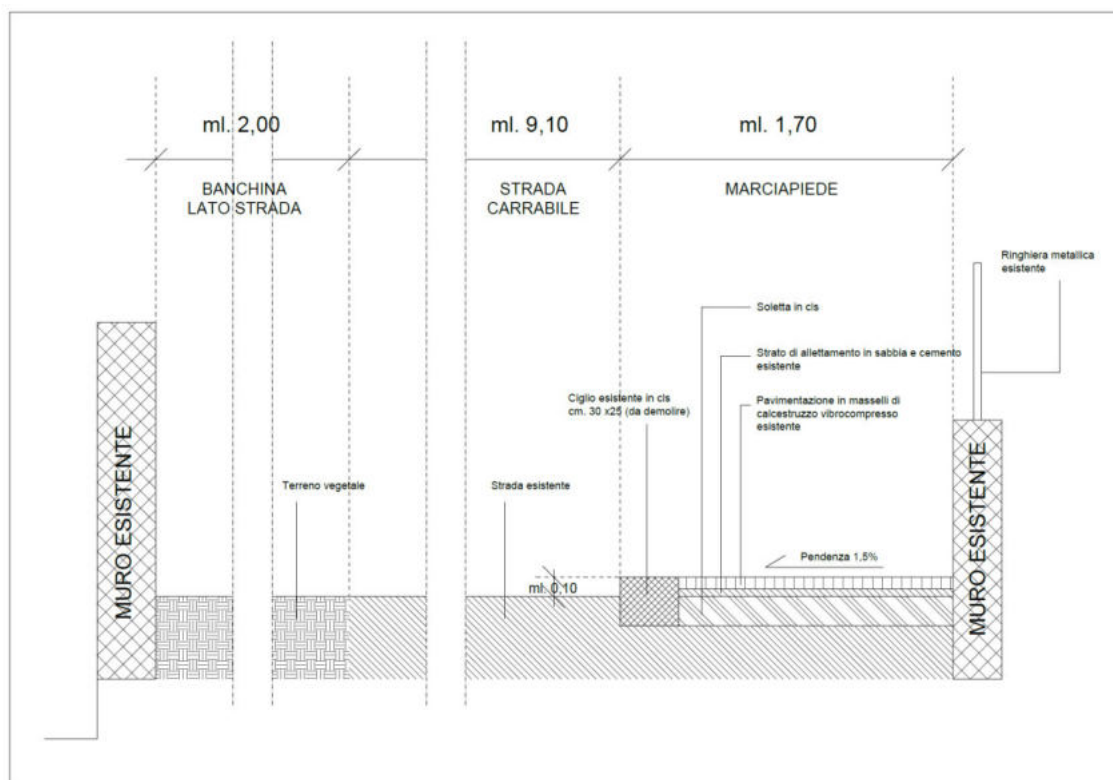 ml. 2,00
ml. 9,10
ml. 1,70
BANCHINA
LATO STRADA
STRADA
CARRABILE
MARCIAPIEDE
Ringhiera metallica
esistente
Soletta in cls
Strato di allettamento in sabbia e cemento
esistente
Ciglio esistente in cls
cm. 30 x25 (da demolire)
Pavimentazione in masselli di
calcestruzzo vibrocompresso
esistente
MURO ESISTENTE
Terreno vegetale
Strada esistente
Pendenza 1,5%
ml. 0,10
MURO ESISTENTE